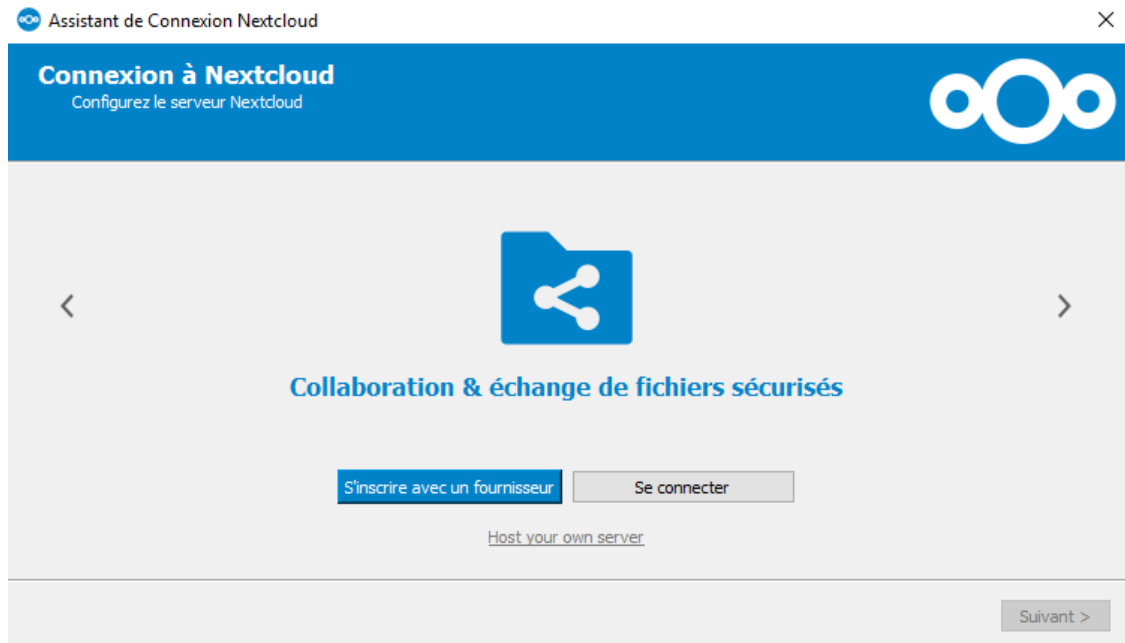 Assistant de Connexion Nextcloud
Connexion à Nextcloud
Configurez le serveur Nextcloud
Collaboration & échange de fichiers sécurisés
S'inscrire avec un fournisseur
Se connecter
Host your own server
Suivant >